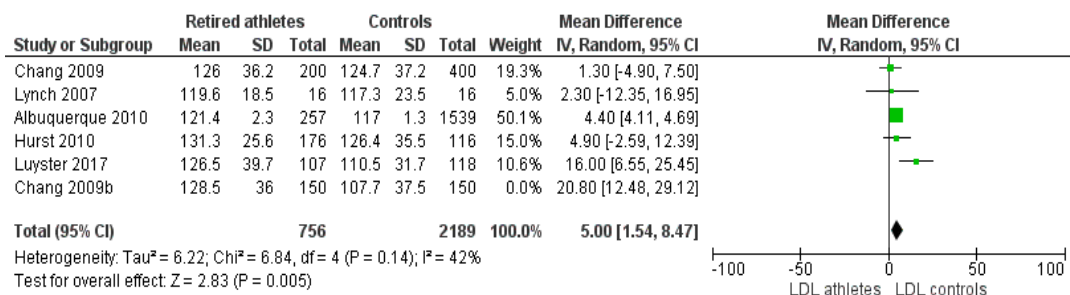 Retired athletes Controls Mean Difference Mean Difference
Study or Subgroup Mean SD Total Mean SD Total Weight IV, Random, 95% CI IV, Random, 95% CI
Chang 2009 126 36.2 200 124.7 37.2 400 19.3% 1.30 [-4.90, 7.50]
Lynch 2007 119.6 18.5 16 117.3 23.5 16 5.0% 2.30 [-12.35, 16.95]
Albuquerque 2010 121.4 2.3 257 117 1.3 1539 50.1% 4.40 [4.11, 4.69]
Hurst 2010 131.3 25.6 176 126.4 35.5 116 15.0% 4.90 [-2.59, 12.39]
Luyster 2017 126.5 39.7 107 110.5 31.7 118 10.6% 16.00 [6.55, 25.45]
Chang 2009b 128.5 36 150 107.7 37.5 150 0.0% 20.80 [12.48, 29.12]
Total (95% CI) 756 2189 100.0% 5.00 [1.54, 8.47]
Heterogeneity: Tau² = 6.22; Chi² = 6.84, df = 4 (P = 0.14); I² = 42%
Test for overall effect: Z = 2.83 (P = 0.005)
-100 -50 0 50 100
LDL athletes LDL controls